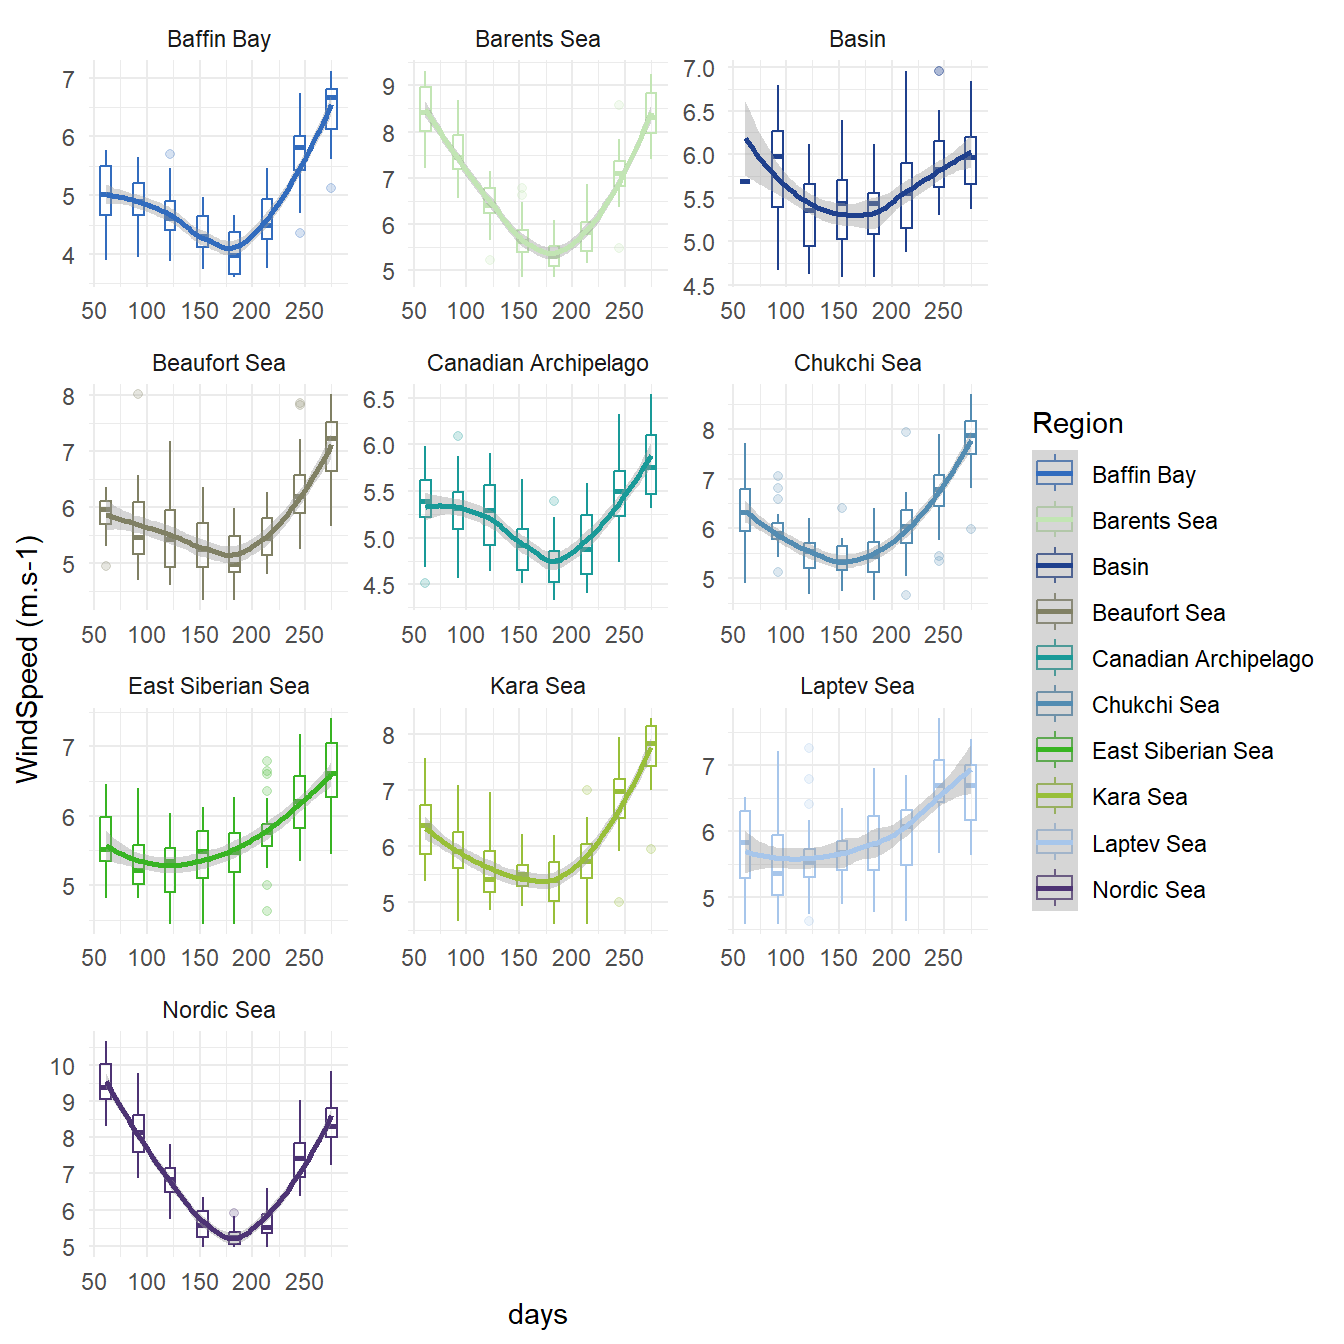 Baffin Bay Barents Sea Basin
7 6 5 4
9 8 7 6 5
7.0 6.5 6.0 5.5 5.0 4.5
50 100 150 200 250 50 100 150 200 250 50 100 150 200 250
Beaufort Sea Canadian Archipelago Chukchi Sea
8 7 6 5
6.5 6.0 5.5 5.0 4.5
8 7 6 5
50 100 150 200 250 50 100 150 200 250 50 100 150 200 250
East Siberian Sea Kara Sea Laptev Sea
7 6 5
8 7 6 5
7 6 5
50 100 150 200 250 50 100 150 200 250 50 100 150 200 250
Nordic Sea
10 9 8 7 6 5
50 100 150 200 250
WindSpeed (m.s-1)
days
Region
Baffin Bay
Barents Sea
Basin
Beaufort Sea
Canadian Archipelago
Chukchi Sea
East Siberian Sea
Kara Sea
Laptev Sea
Nordic Sea